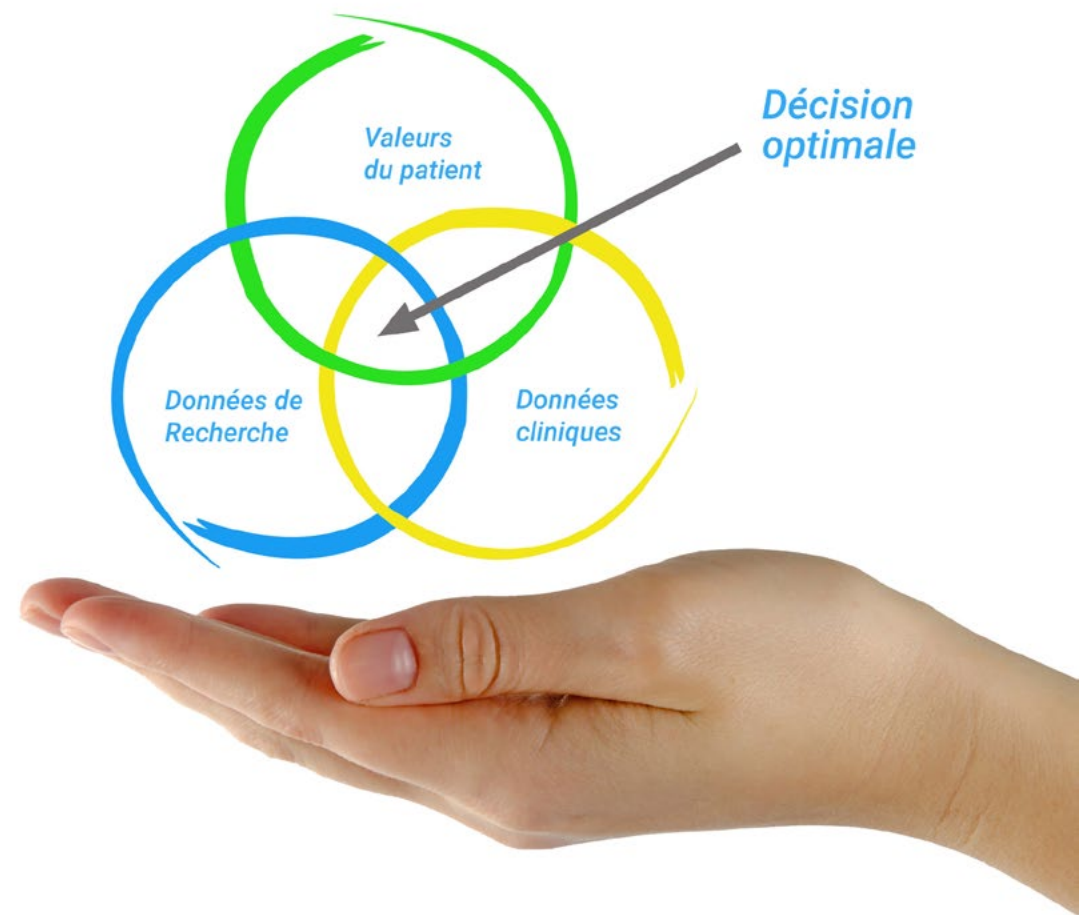 Décision
optimale
Valeurs
du patient
Données de
Recherche
Données
cliniques